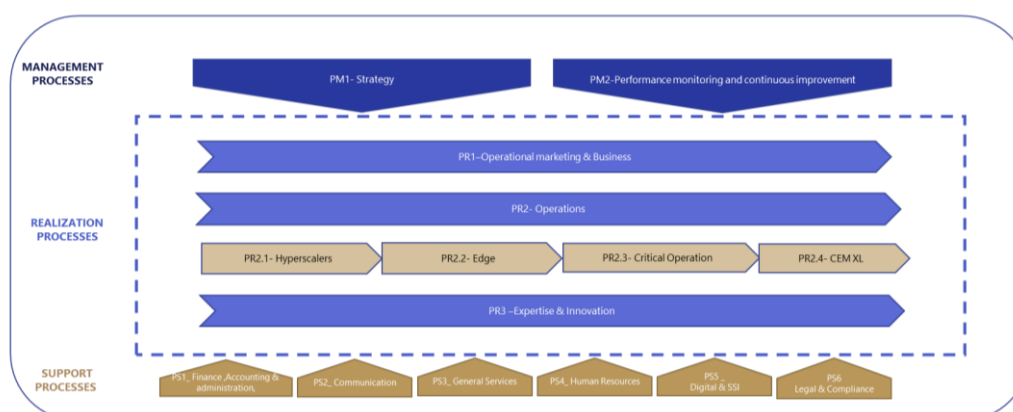 MANAGEMENT
PROCESSES
PM1- Strategy
PM2-Performance monitoring and continuous improvement
PR1–Operational marketing & Business
REALIZATION
PROCESSES
PR2- Operations
PR2.1- Hyperscalers
PR2.2- Edge
PR2.3- Critical Operation
PR2.4- CEM XL
PR3 –Expertise & Innovation
SUPPORT
PROCESSES
PS1_ Finance ,Accounting &
administration,
PS2_ Communication
PS3_ General Services
PS4_ Human Resources
PS5 _
Digital & SSI
PS6
Legal & Compliance